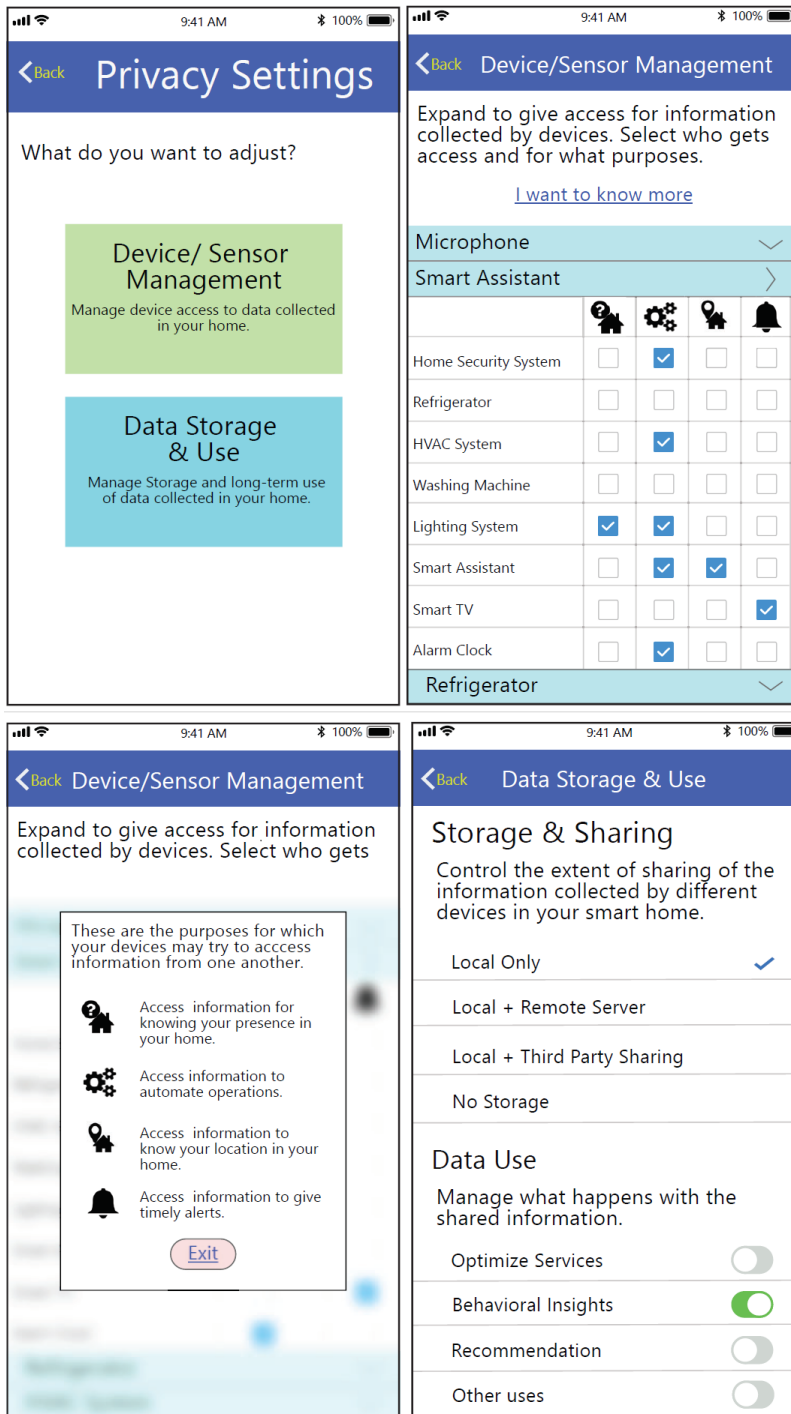 9:41 AM
100%
Back
Privacy Settings
What do you want to adjust?
Device/ Sensor
Management
Manage device access to data collected
in your home.
Data Storage
& Use
Manage Storage and long-term use
of data collected in your home.
9:41 AM
100%
Back
Device/Sensor Management
Expand to give access for information
collected by devices. Select who gets
access and for what purposes.
I want to know more
Microphone
Smart Assistant
Home Security System
Refrigerator
HVAC System
Washing Machine
Lighting System
Smart Assistant
Smart TV
Alarm Clock
Refrigerator
9:41 AM
100%
Back
Device/Sensor Management
Expand to give access for information
collected by devices. Select who gets
These are the purposes for which
your devices may try to acccess
information from one another.
Access information for
knowing your presence in
your home.
Access information to
automate operations.
Access information to
know your location in your
home.
Access information to give
timely alerts.
Exit
9:41 AM
100%
Back
Data Storage & Use
Storage & Sharing
Control the extent of sharing of the
information collected by different
devices in your smart home.
Local Only
Local + Remote Server
Local + Third Party Sharing
No Storage
Data Use
Manage what happens with the
shared information.
Optimize Services
Behavioral Insights
Recommendation
Other uses